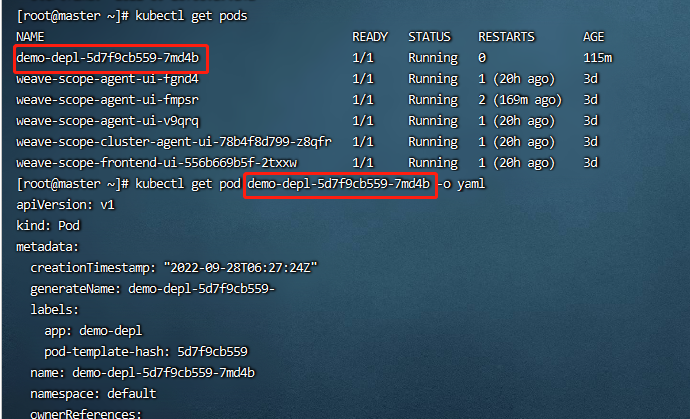 [root@master ~]# kubectl get pods
NAME READY STATUS RESTARTS AGE
demo-depl-5d7f9cb559-7md4b 1/1 Running 0 115m
weave-scope-agent-ui-fgnd4 1/1 Running 1 (20h ago) 3d
weave-scope-agent-ui-fmpsr 1/1 Running 2 (169m ago) 3d
weave-scope-agent-ui-v9qrq 1/1 Running 1 (20h ago) 3d
weave-scope-cluster-agent-ui-78b4f8d799-z8qfr 1/1 Running 1 (20h ago) 3d
weave-scope-frontend-ui-556b669b5f-2txxw 1/1 Running 1 (20h ago) 3d
[root@master ~]# kubectl get pod demo-depl-5d7f9cb559-7md4b -o yaml
apiVersion: v1
kind: Pod
metadata:
  creationTimestamp: "2022-09-28T06:27:24Z"
  generateName: demo-depl-5d7f9cb559-
  labels:
    app: demo-depl
    pod-template-hash: 5d7f9cb559
  name: demo-depl-5d7f9cb559-7md4b
  namespace: default
  ownerReferences: